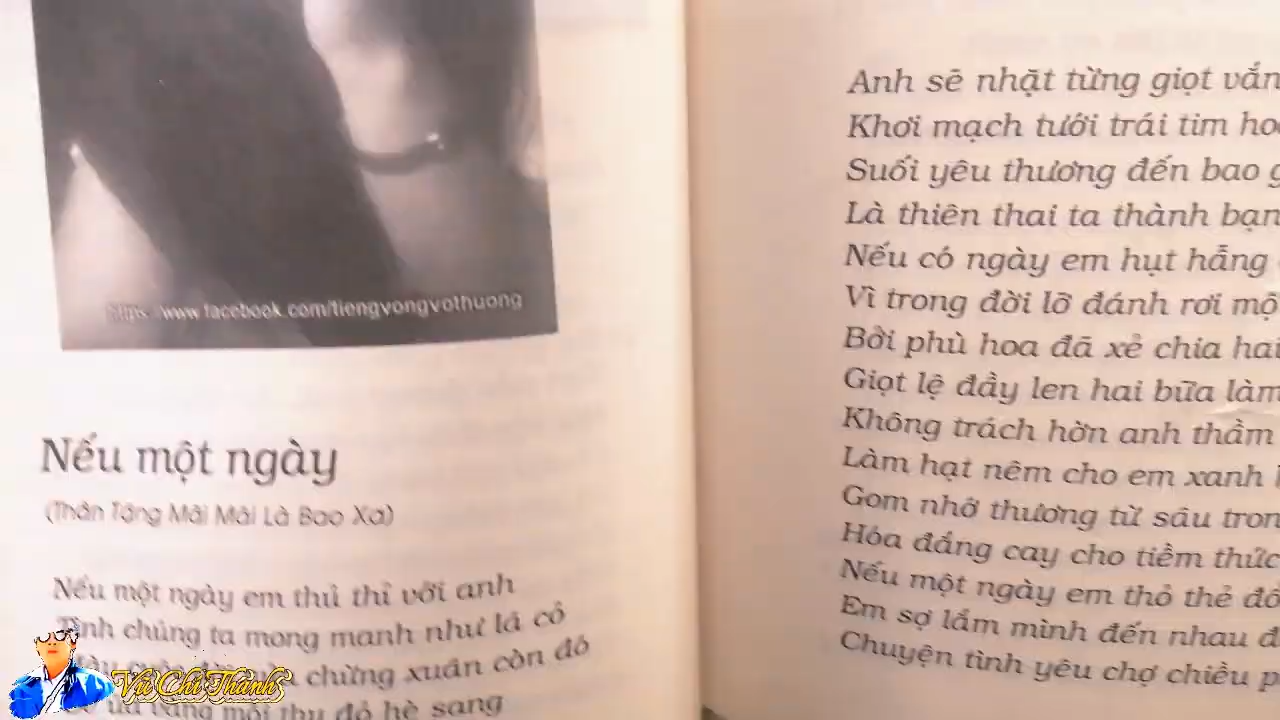 https://www.facebook.com/tiengvongvothuong
Nếu một ngày
(Thân Tặng Mãi Mãi Là Bao Xa)
Nếu một ngày em thủ thỉ với anh
Tình chúng ta mong manh như lá cỏ
chừng xuân còn đó
mỗi thu đỏ hè sang
Anh sẽ nhặt từng giọt vắn
Khơi mạch tưới trái tim ho
Suối yêu thương đến bao g
Là thiên thai ta thành bạn
Nếu có ngày em hụt hẫng
Vì trong đời lỡ đánh rơi mộ
Bởi phù hoa đã xẻ chia hai
Giọt lệ đầy len hai bữa làm
Không trách hờn anh thầm
Làm hạt nêm cho em xanh
Gom nhớ thương từ sâu tron
Hóa đắng cay cho tiềm thức
Nếu một ngày em thỏ thẻ đó
Em sợ lắm mình đến nhau đ
Chuyện tình yêu chợ chiều p
Vũ Chí Thành